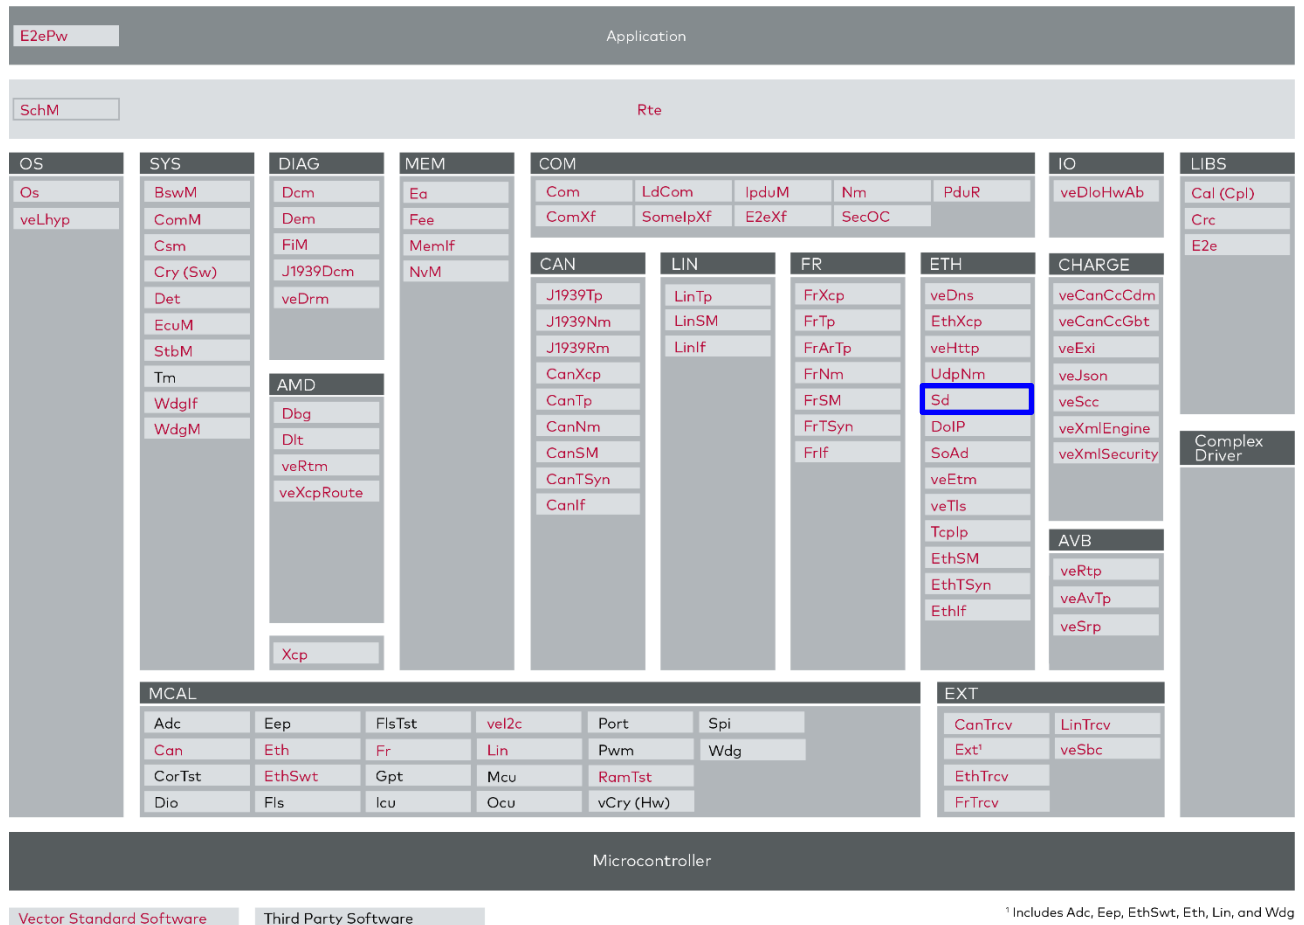 E2ePw
Application
SchM
Rte
OS
Os
veLhyp
SYS
BswM
ComM
Csm
Cry (Sw)
Det
EcuM
StbM
Tm
WdgIf
WdgM
DIAG
Dcm
Dem
FiM
J1939Dcm
veDrm
AMD
Dbg
Dlt
veRtm
veXcpRoute
Xcp
MEM
Ea
Fee
MemIf
NvM
COM
Com LdCom IpduM Nm PduR
ComXf SomeIpXf E2eXf SecOC
CAN
J1939Tp
J1939Nm
J1939Rm
CanXcp
CanTp
CanNm
CanSM
CanTSyn
CanIf
LIN
LinTp
LinSM
LinIf
FR
FrXcp
FrTp
FrArTp
FrNm
FrSM
FrTSyn
FrIf
ETH
veDns
EthXcp
veHttp
UdpNm
Sd
DoIP
SoAd
veEtm
veTls
TcpIp
EthSM
EthTSyn
EthIf
IO
veDIoHwAb
CHARGE
veCanCcCdm
veCanCcGbt
veExi
veJson
veScc
veXmlEngine
veXmlSecurity
AVB
veRtp
veAvTp
veSrp
LIBS
Cal (Cpl)
Crc
E2e
Complex
Driver
MCAL
Adc Eep FlsTst veI2c Port Spi
Can Eth Fr Lin Pwm Wdg
CorTst EthSwt Gpt Mcu RamTst
Dio Fls Icu Ocu vCry (Hw)
EXT
CanTrcv LinTrcv
Ext¹ veSbc
EthTrcv
FrTrcv
Microcontroller
Vector Standard Software
Third Party Software
¹ Includes Adc, Eep, EthSwt, Eth, Lin, and Wdg